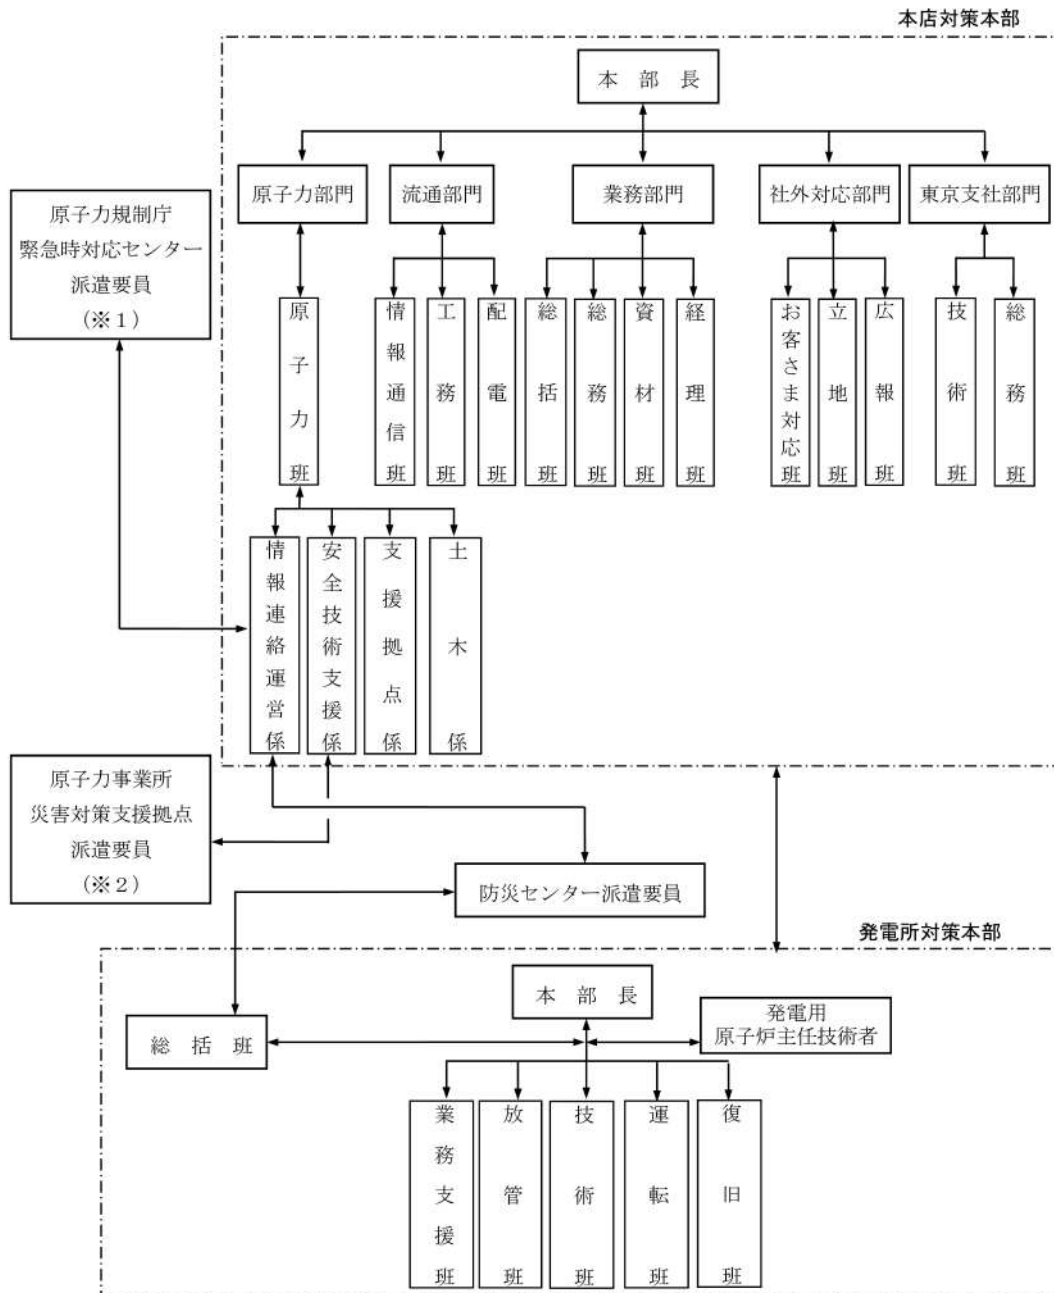 本店対策本部
本部長
原子力部門
流通部門
業務部門
社外対応部門
東京支社部門
原子力規制庁
緊急時対応センター
派遣要員
(※1)
原子力班
情報通信班
工務班
配電班
総括班
総務班
資材班
経理班
お客さま対応班
立地班
広報班
技術班
総務班
情報連絡運営係
安全技術支援係
支援拠点係
土木係
原子力事業所
災害対策支援拠点
派遣要員
(※2)
防災センター派遣要員
発電所対策本部
本部長
発電用
原子炉主任技術者
総括班
業務支援班
放管班
技術班
運転班
復旧班